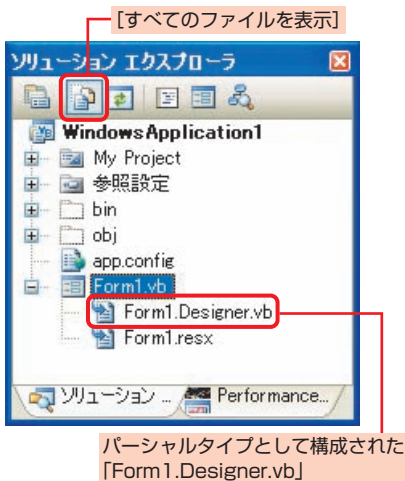 [すべてのファイルを表示]
ソリューション エクスプローラ
WindowsApplication1
My Project
参照設定
bin
obj
app.config
Form1.vb
Form1.Designer.vb
Form1.resx
ソリューション ...
Performance...
パーシャルタイプとして構成された
「Form1.Designer.vb」